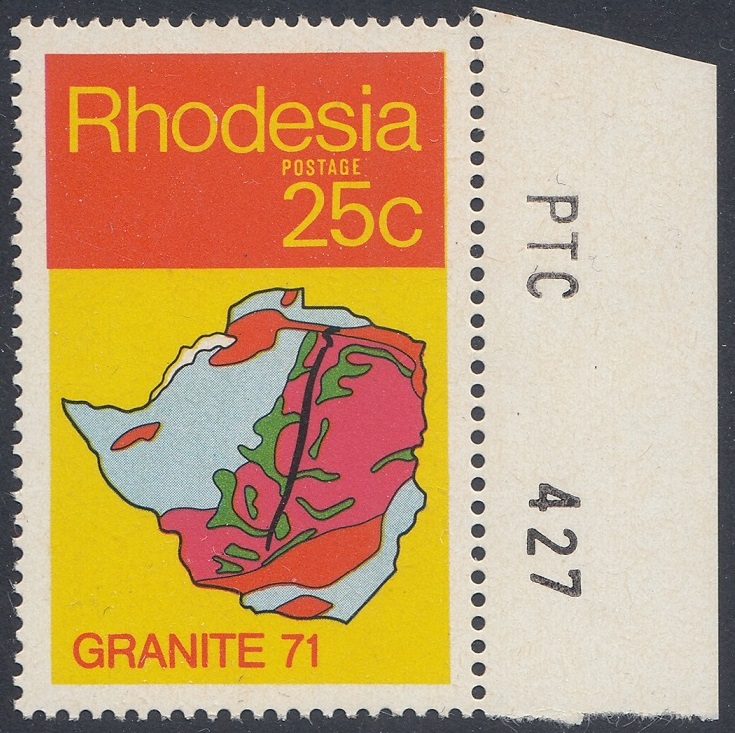 Rhodesia
POSTAGE
25c
GRANITE 71
PTC 427